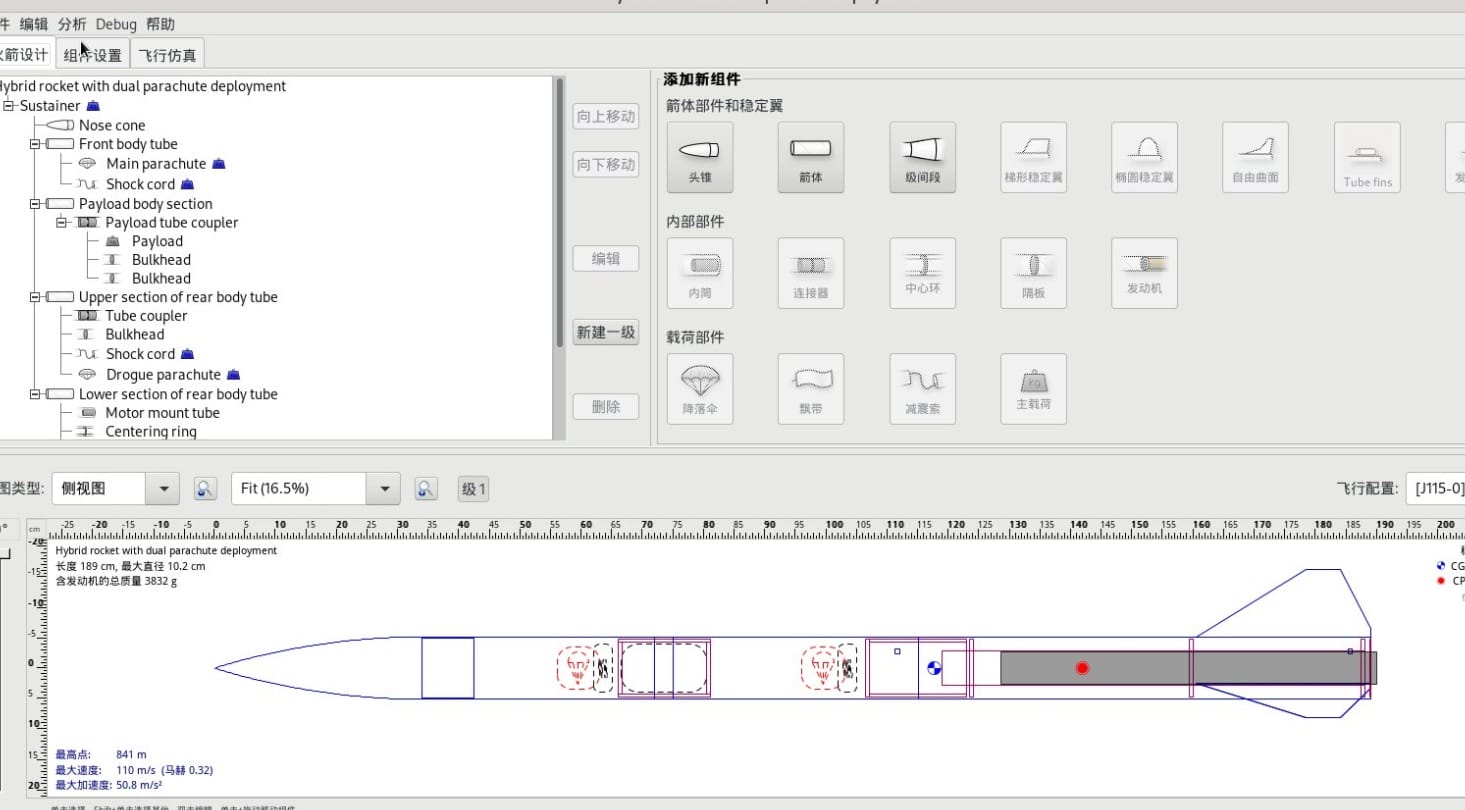 件 编辑 分析 Debug 帮助
火箭设计 组件设置 飞行仿真
Hybrid rocket with dual parachute deployment
Sustainer
Nose cone
Front body tube
Main parachute
Shock cord
Payload body section
Payload tube coupler
Payload
Bulkhead
Bulkhead
Upper section of rear body tube
Tube coupler
Bulkhead
Shock cord
Drogue parachute
Lower section of rear body tube
Motor mount tube
Centering ring
向上移动
向下移动
编辑
新建一级
删除
添加新组件
箭体部件和稳定翼
头锥 箭体 级间段 梯形稳定翼 椭圆稳定翼 自由曲面 Tube fins 发
内部部件
内筒 连接器 中心环 隔板 发动机
载荷部件
降落伞 飘带 减震索 主载荷
kg
图类型: 侧视图 Fit (16.5%) 级 1 飞行配置: [J115-0]
cm -25 -20 -15 -10 -5 0 5 10 15 20 25 30 35 40 45 50 55 60 65 70 75 80 85 90 95 100 105 110 115 120 125 130 135 140 145 150 155 160 165 170 175 180 185 190 195 200
-20
-15
-10
-5
0
5
10
15
20
Hybrid rocket with dual parachute deployment
长度 189 cm, 最大直径 10.2 cm
含发动机的总质量 3832 g
CG
CP
最高点: 841 m
最大速度: 110 m/s (马赫 0.32)
最大加速度: 50.8 m/s²